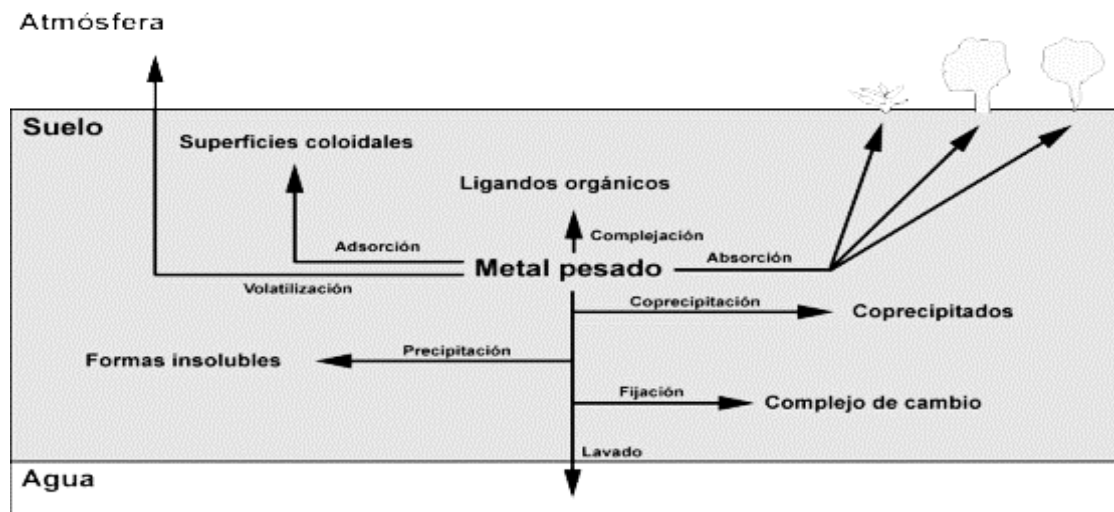 Atmósfera
Suelo
Superficies coloidales
Ligandos orgánicos
Complejación
Adsorción
Metal pesado
Absorción
Volatilización
Coprecipitación
Coprecipitados
Formas insolubles
Precipitación
Fijación
Complejo de cambio
Lavado
Agua